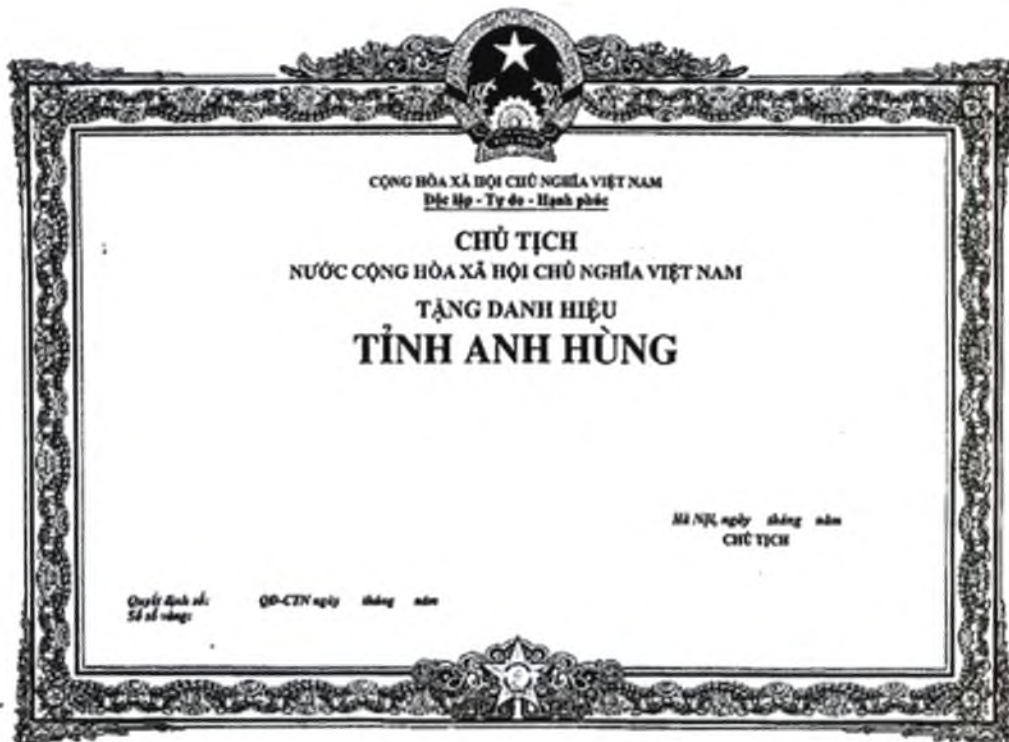 CỘNG HÒA XÃ HỘI CHỦ NGHĨA VIỆT NAM
Độc lập - Tự do - Hạnh phúc
CHỦ TỊCH
NƯỚC CỘNG HÒA XÃ HỘI CHỦ NGHĨA VIỆT NAM
TẶNG DANH HIỆU
TỈNH ANH HÙNG
Hà Nội, ngày tháng năm
CHỦ TỊCH
Quyết định số: QĐ-CTN ngày tháng năm
Số sổ vàng: